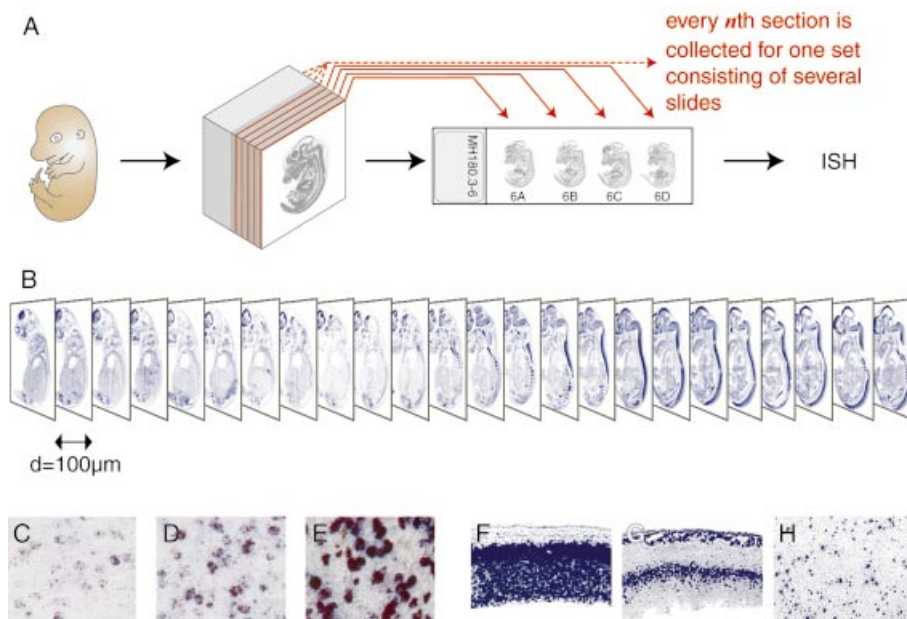 A
every nth section is
collected for one set
consisting of several
slides
MH180.3-6
6A 6B 6C 6D
ISH
B
d=100µm
C D E F G H